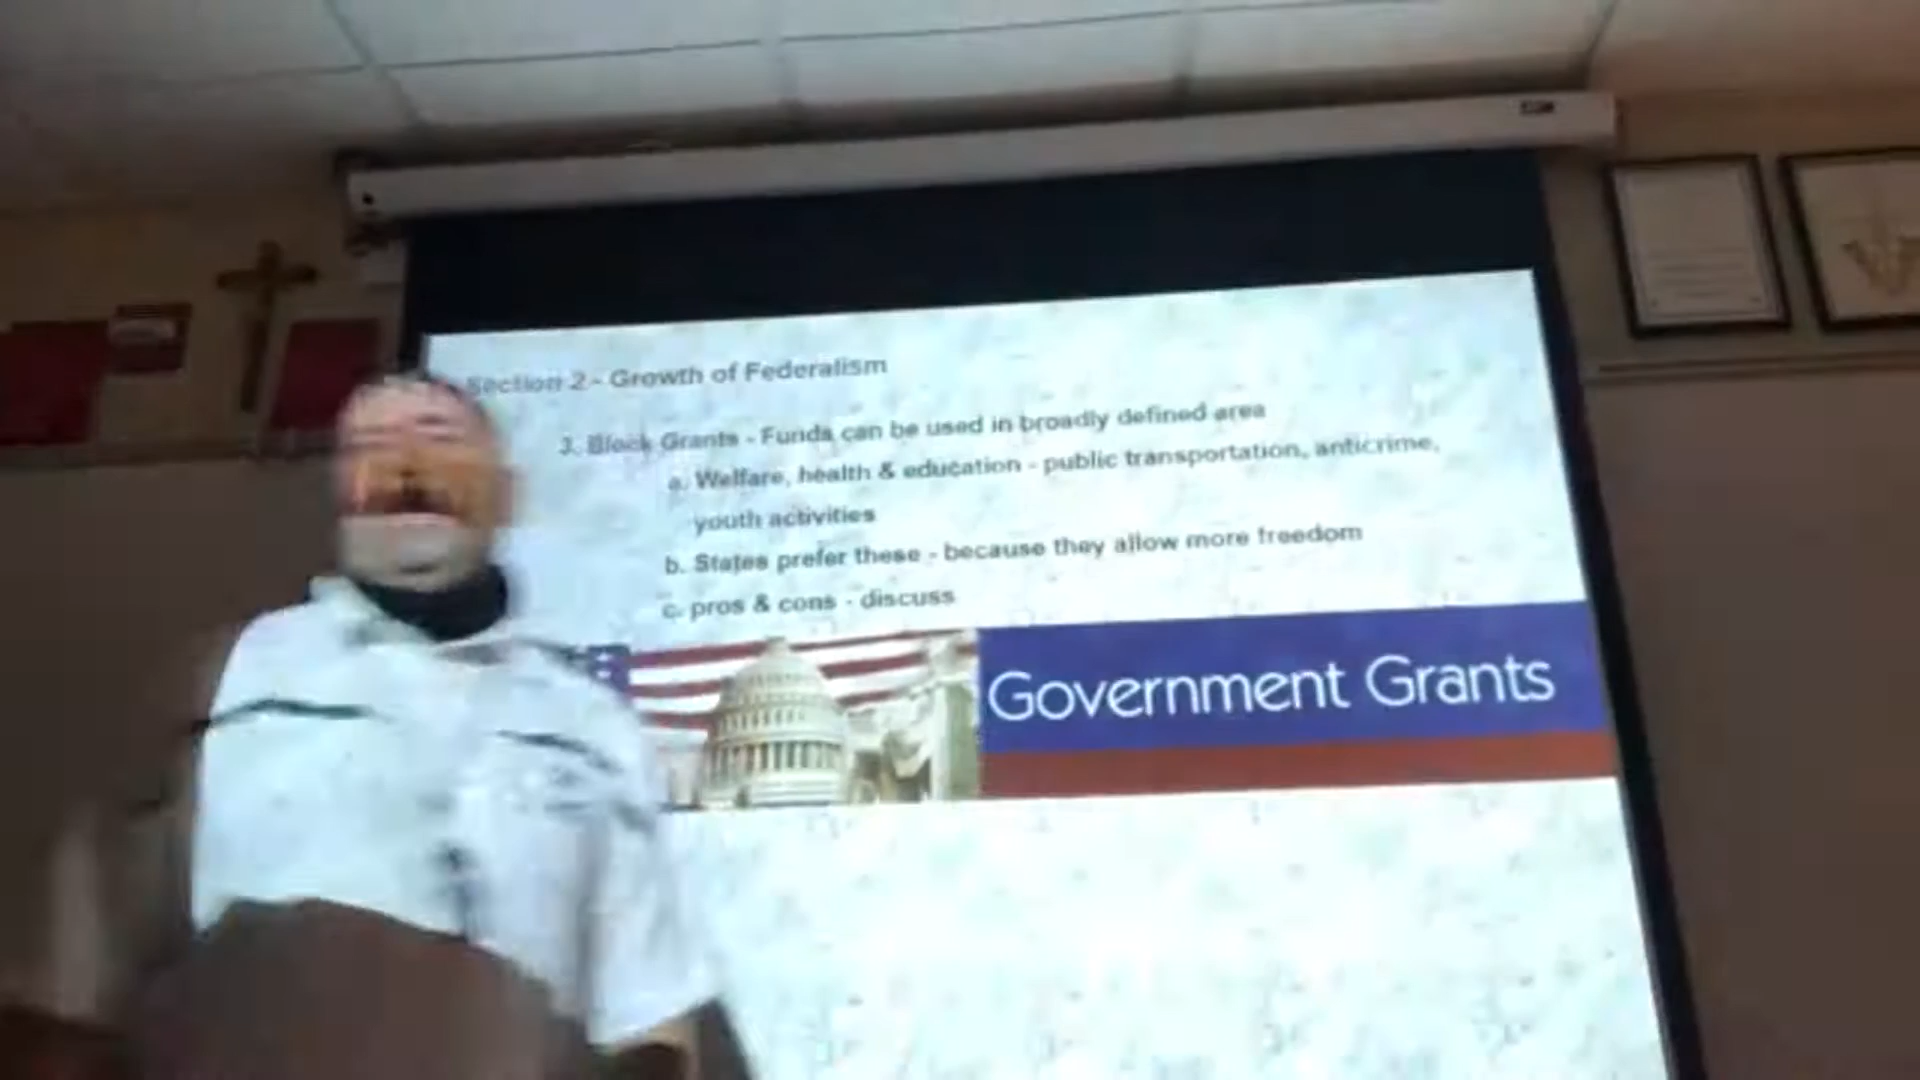 Section 2 - Growth of Federalism
3. Block Grants - Funds can be used in broadly defined area
a. Welfare, health & education - public transportation, anticrime,
youth activities
b. States prefer these - because they allow more freedom
c. pros & cons - discuss
Government Grants